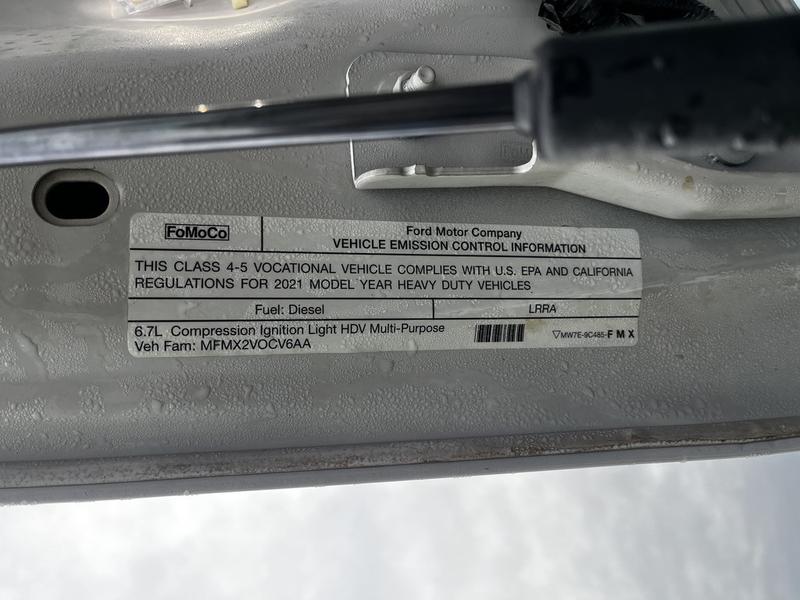 FoMoCo
Ford Motor Company
VEHICLE EMISSION CONTROL INFORMATION
THIS CLASS 4-5 VOCATIONAL VEHICLE COMPLIES WITH U.S. EPA AND CALIFORNIA
REGULATIONS FOR 2021 MODEL YEAR HEAVY DUTY VEHICLES
Fuel: Diesel
LRRA
6.7L Compression Ignition Light HDV Multi-Purpose
Veh Fam: MFMX2VOCV6AA
▽MW7E-9C485-F M X